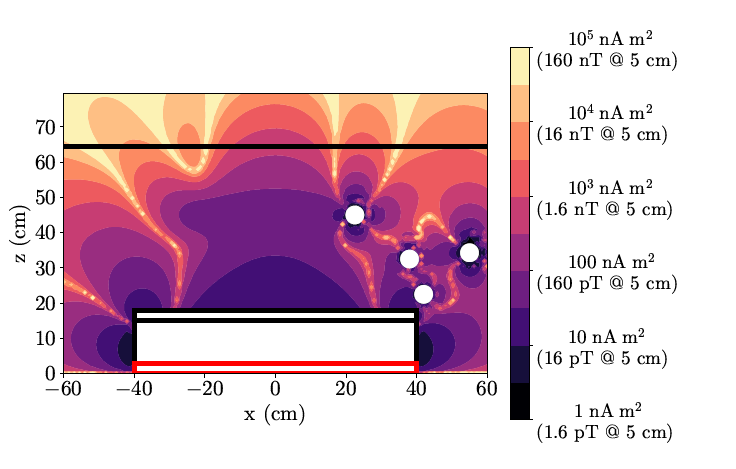 10⁵ nA m²
(160 nT @ 5 cm)
10⁴ nA m²
(16 nT @ 5 cm)
10³ nA m²
(1.6 nT @ 5 cm)
100 nA m²
(160 pT @ 5 cm)
10 nA m²
(16 pT @ 5 cm)
1 nA m²
(1.6 pT @ 5 cm)
70
60
50
40
30
20
10
0
z (cm)
−60 −40 −20 0 20 40 60
x (cm)